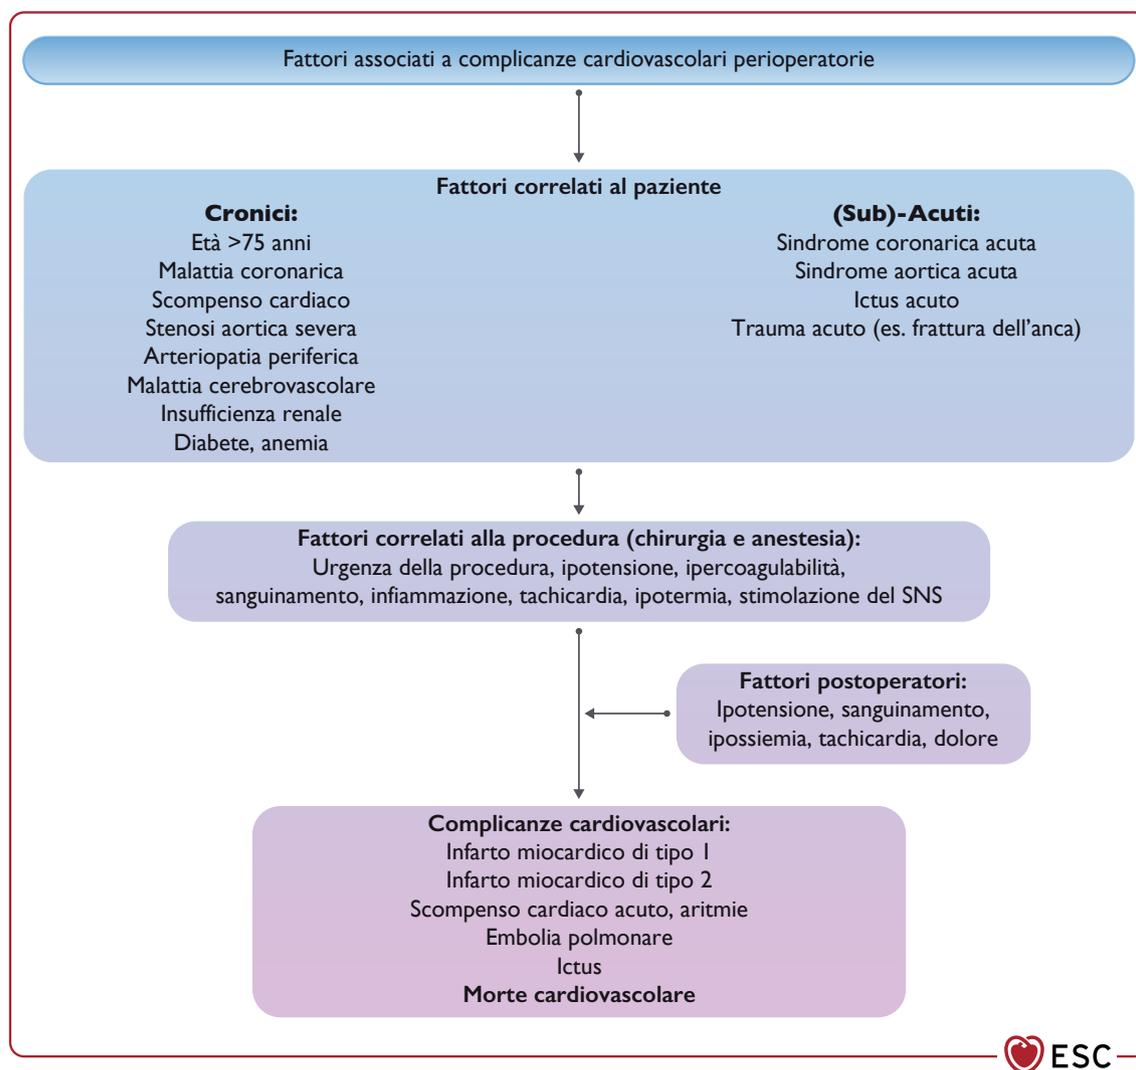 Fattori associati a complicanze cardiovascolari perioperatorie
Fattori correlati al paziente
Cronici:
Età >75 anni
Malattia coronarica
Scompenso cardiaco
Stenosi aortica severa
Arteriopatia periferica
Malattia cerebrovascolare
Insufficienza renale
Diabete, anemia
(Sub)-Acuti:
Sindrome coronarica acuta
Sindrome aortica acuta
Ictus acuto
Trauma acuto (es. frattura dell’anca)
Fattori correlati alla procedura (chirurgia e anestesia):
Urgenza della procedura, ipotensione, ipercoagulabilità,
sanguinamento, infiammazione, tachicardia, ipotermia, stimolazione del SNS
Fattori postoperatori:
Ipotensione, sanguinamento,
ipossiemia, tachicardia, dolore
Complicanze cardiovascolari:
Infarto miocardico di tipo 1
Infarto miocardico di tipo 2
Scompenso cardiaco acuto, aritmie
Embolia polmonare
Ictus
Morte cardiovascolare
ESC